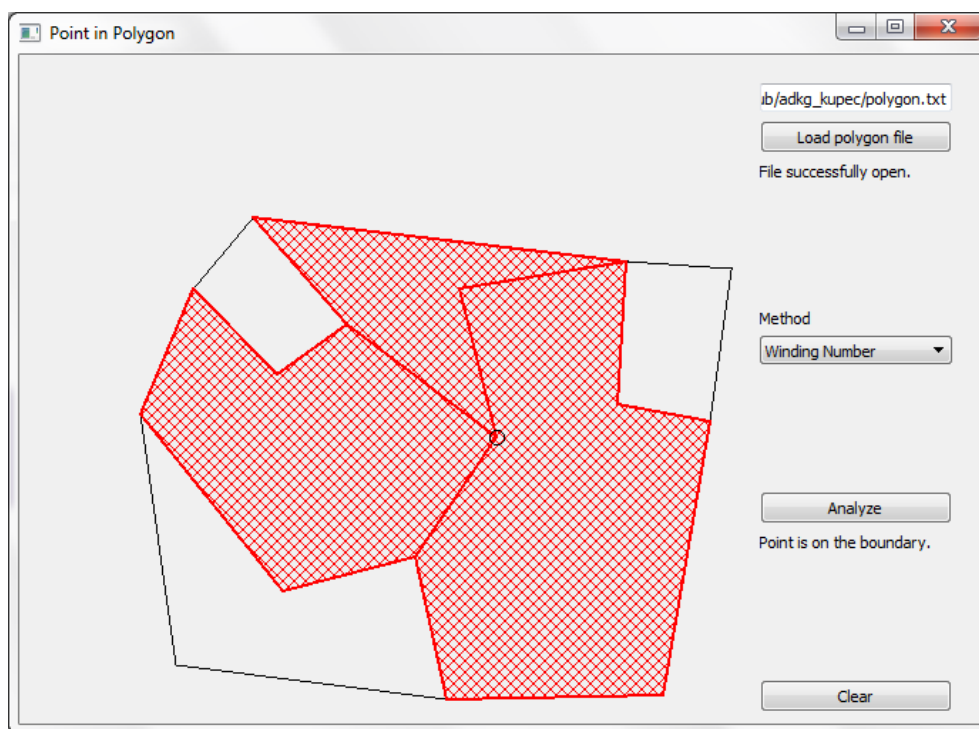 Point in Polygon
ub/adkg_kupec/polygon.txt
Load polygon file
File successfully open.
Method
Winding Number
Analyze
Point is on the boundary.
Clear